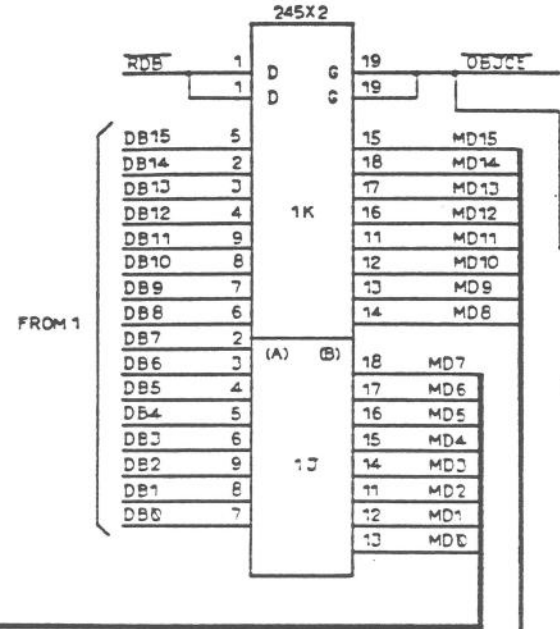 245X2
RDB 1 D G 19 OBJCE
1 D G 19
DB15 5 15 MD15
DB14 2 18 MD14
DB13 3 17 MD13
DB12 4 1K 16 MD12
DB11 9 11 MD11
DB10 8 12 MD10
DB9 7 13 MD9
DB8 6 14 MD8
FROM 1
DB7 2
(A) (B)
DB6 3 18 MD7
DB5 4 17 MD6
DB4 5 16 MD5
DB3 6 15 MD4
DB2 9 1J 14 MD3
DB1 8 11 MD2
DB0 7 12 MD1
13 MD0